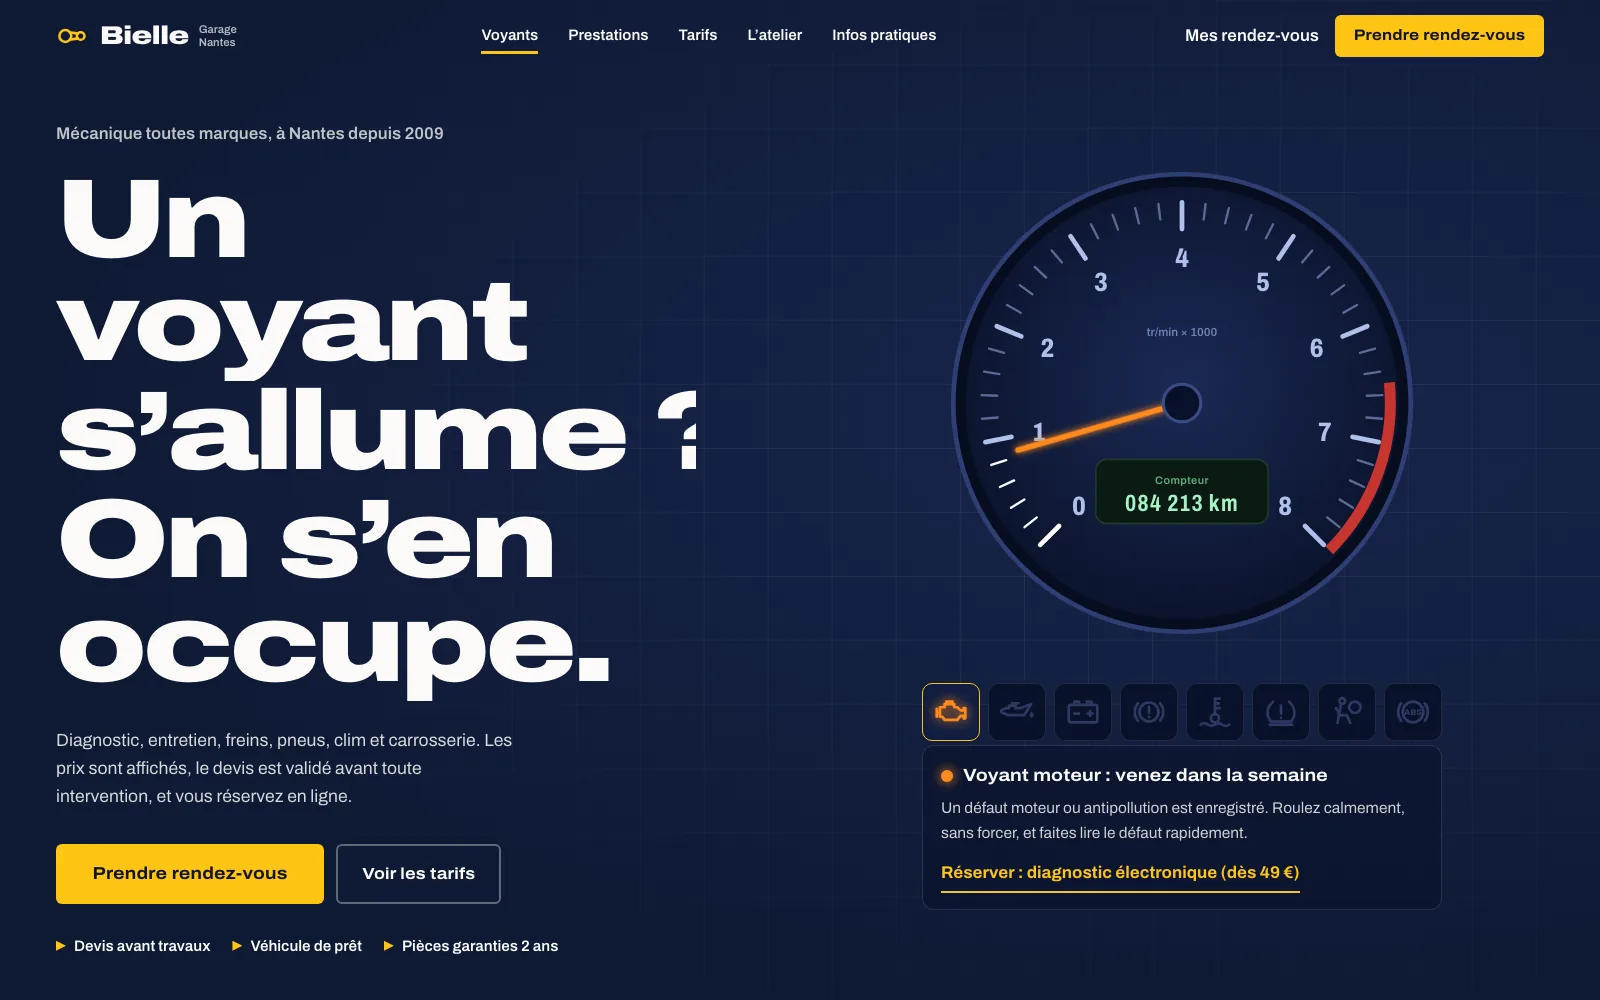 Bielle
Garage
Nantes
Voyants
Prestations
Tarifs
L’atelier
Infos pratiques
Mes rendez-vous
Prendre rendez-vous
Mécanique toutes marques, à Nantes depuis 2009
Un
voyant
s’allume ?
On s’en
occupe.
Diagnostic, entretien, freins, pneus, clim et carrosserie. Les
prix sont affichés, le devis est validé avant toute
intervention, et vous réservez en ligne.
Prendre rendez-vous
Voir les tarifs
Devis avant travaux
Véhicule de prêt
Pièces garanties 2 ans
0
1
2
3
4
5
6
7
8
tr/min × 1000
Compteur
084 213 km
ABS
Voyant moteur : venez dans la semaine
Un défaut moteur ou antipollution est enregistré. Roulez calmement,
sans forcer, et faites lire le défaut rapidement.
Réserver : diagnostic électronique (dès 49 €)